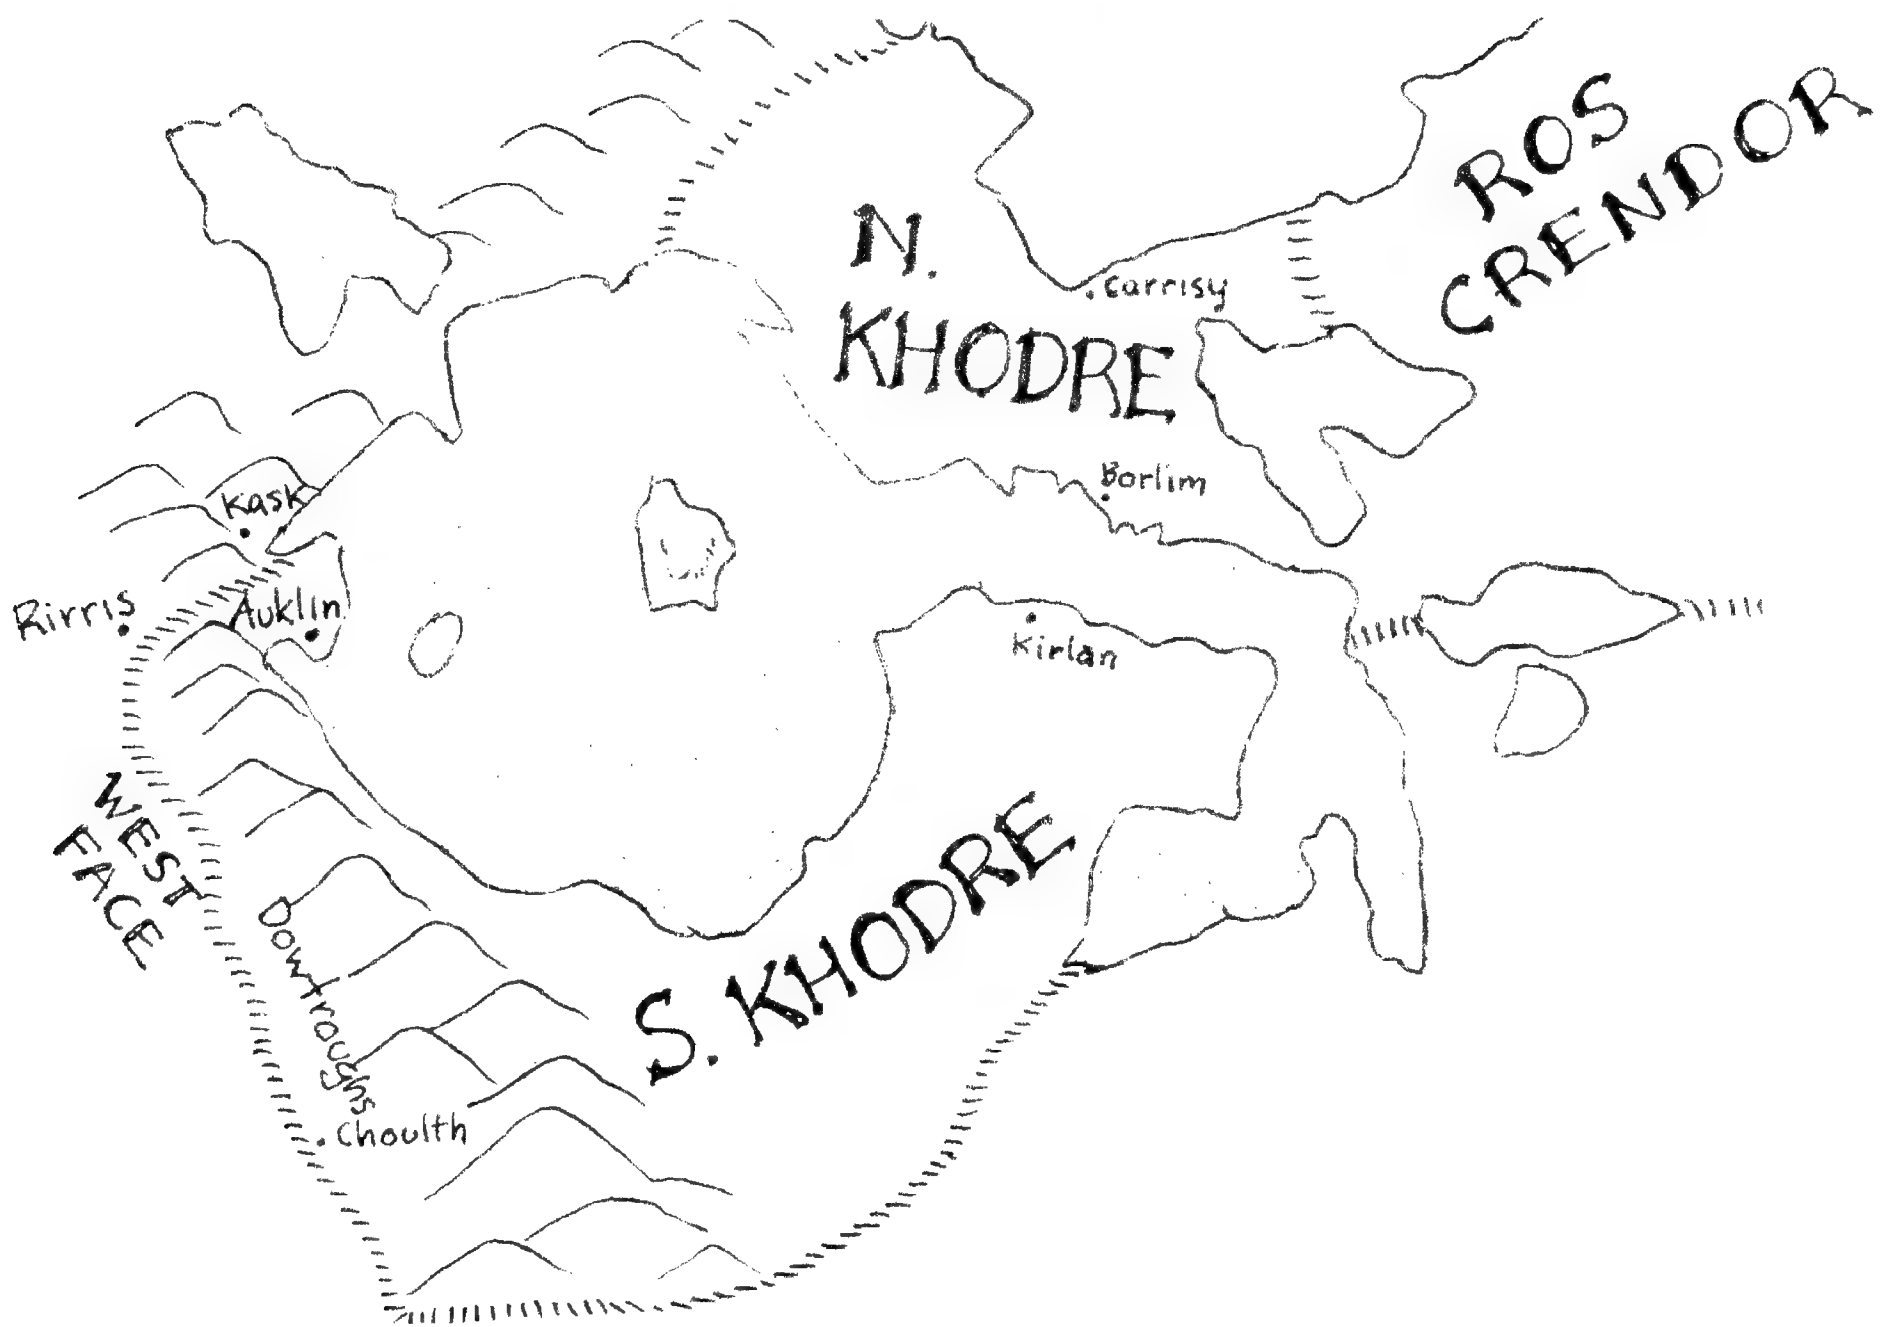 ROS
CRENDOR
N.
KHODRE
Carrisy
Borlim
Kask
Auklin
Rirris
Kirlan
WEST
FACE
S. KHODRE
Dowtroughs
Choulth